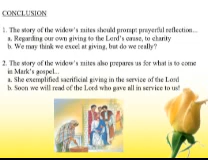 CONCLUSION
1. The story of the widow's mites should prompt prayerful reflection...
a. Regarding our own giving to the Lord's cause, to charity
b. We may think we excel at giving, but do we really?
2. The story of the widow's mites also prepares us for what is to come
in Mark's gospel...
a. She exemplified sacrificial giving in the service of the Lord
b. Soon we will read of the Lord who gave all in service to us!